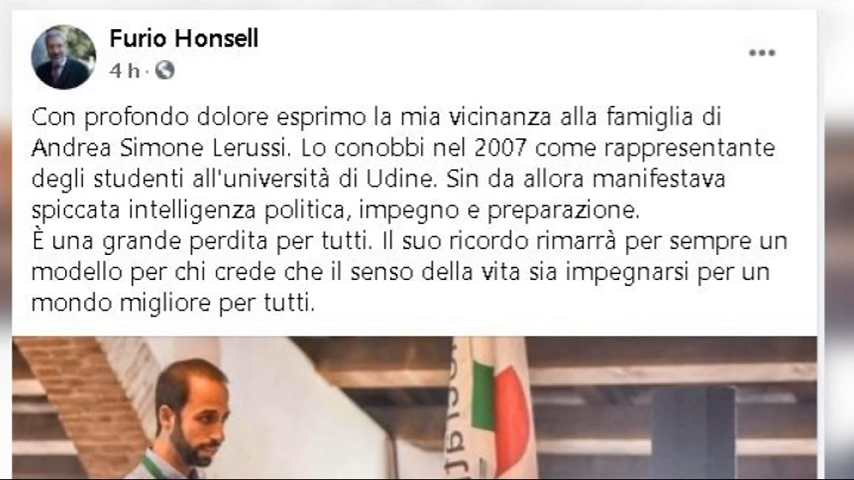 Furio Honsell
4 h ·
Con profondo dolore esprimo la mia vicinanza alla famiglia di
Andrea Simone Lerussi. Lo conobbi nel 2007 come rappresentante
degli studenti all'università di Udine. Sin da allora manifestava
spiccata intelligenza politica, impegno e preparazione.
È una grande perdita per tutti. Il suo ricordo rimarrà per sempre un
modello per chi crede che il senso della vita sia impegnarsi per un
mondo migliore per tutti.